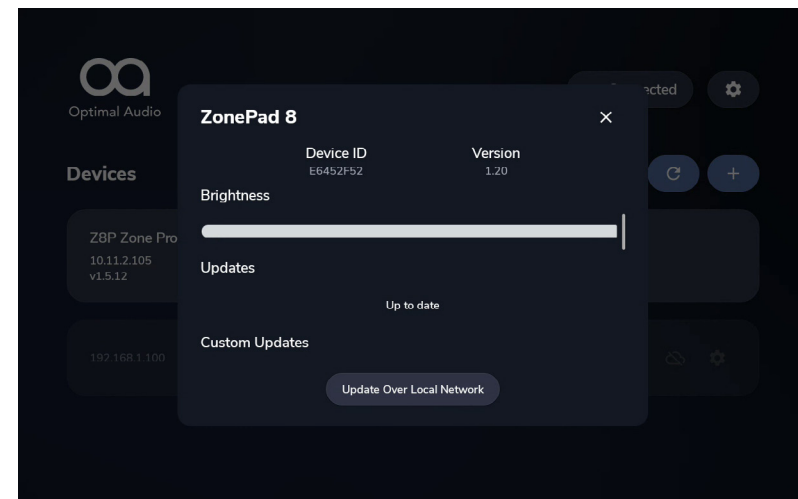 Optimal Audio
ected
ZonePad 8
Device ID
Version
E6452F52
1.20
Devices
Brightness
Z8P Zone Pro
10.11.2.105
v1.5.12
Updates
Up to date
Custom Updates
192.168.1.100
Update Over Local Network